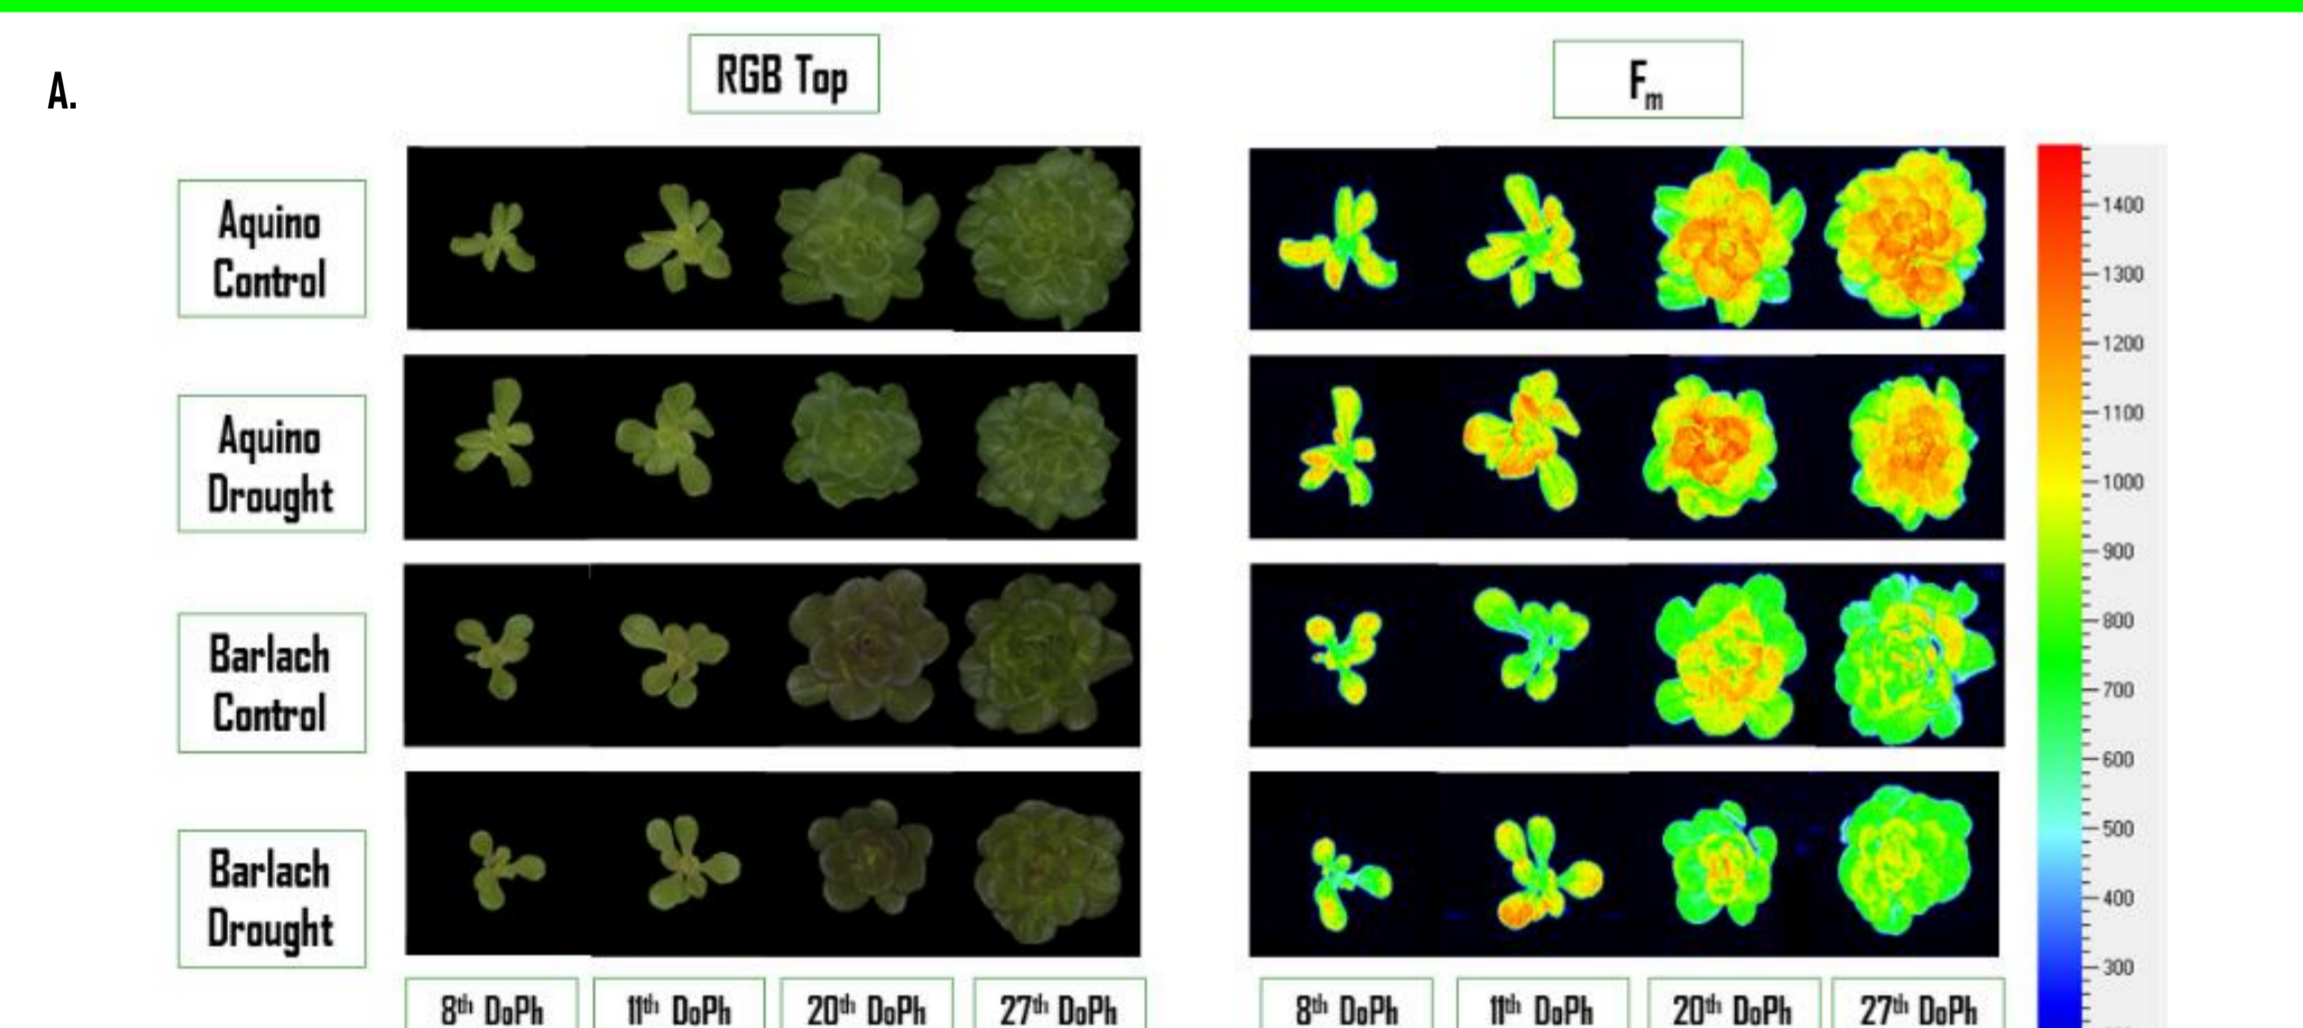 A.
RGB Top
Fm
Aquino
Control
Aquino
Drought
Barlach
Control
Barlach
Drought
1400
1300
1200
1100
1000
900
800
700
600
500
400
300
8th DoPh
11th DoPh
20th DoPh
27th DoPh
8th DoPh
11th DoPh
20th DoPh
27th DoPh